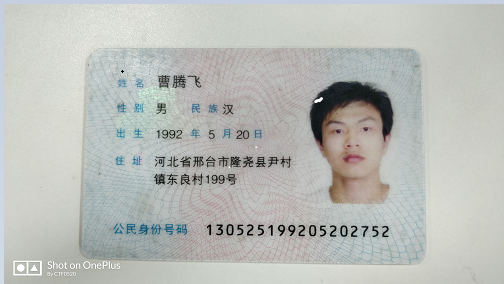 姓名 曹腾飞
性别 男 民族 汉
出生 1992 年 5 月 20 日
住址 河北省邢台市隆尧县尹村
镇东良村199号
公民身份号码 130525199205202752
Shot on OnePlus
By CTF0520